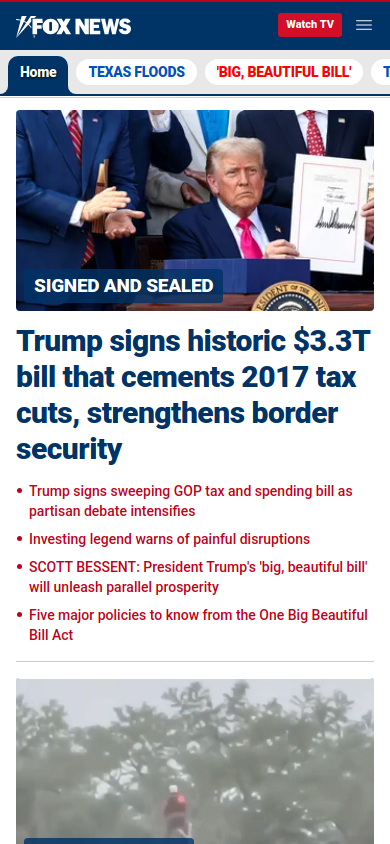 FOX NEWS
Watch TV
Home
TEXAS FLOODS
'BIG, BEAUTIFUL BILL'
SIGNED AND SEALED
Trump signs historic $3.3T
bill that cements 2017 tax
cuts, strengthens border
security
Trump signs sweeping GOP tax and spending bill as
partisan debate intensifies
Investing legend warns of painful disruptions
SCOTT BESSENT: President Trump's 'big, beautiful bill'
will unleash parallel prosperity
Five major policies to know from the One Big Beautiful
Bill Act